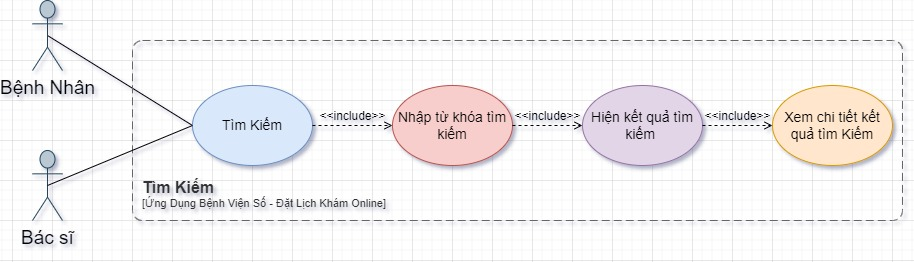 Bệnh Nhân
Bác sĩ
Tìm Kiếm
<<include>>
Nhập từ khóa tìm
kiếm
<<include>>
Hiện kết quả tìm
kiếm
<<include>>
Xem chi tiết kết
quả tìm Kiếm
Tìm Kiếm
[Ứng Dụng Bệnh Viện Số - Đặt Lịch Khám Online]